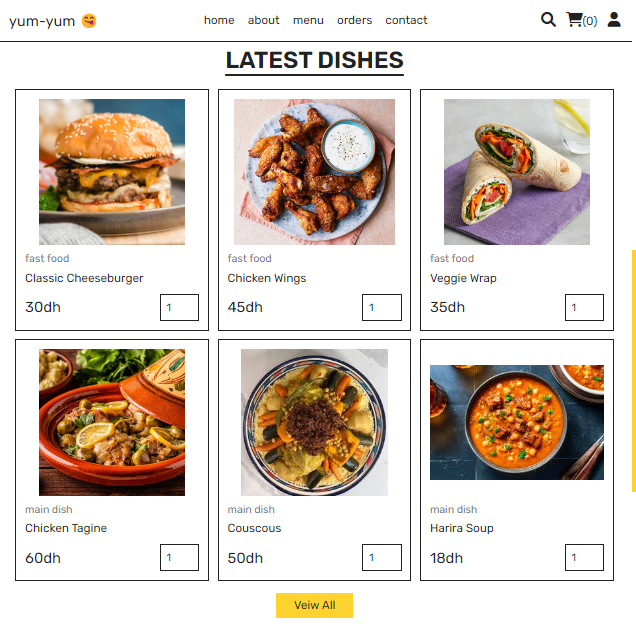 yum-yum 😋 home about menu orders contact (0)
LATEST DISHES
fast food fast food fast food
Classic Cheeseburger Chicken Wings Veggie Wrap
30dh 1 45dh 1 35dh 1
main dish main dish main dish
Chicken Tagine Couscous Harira Soup
60dh 1 50dh 1 18dh 1
Veiw All